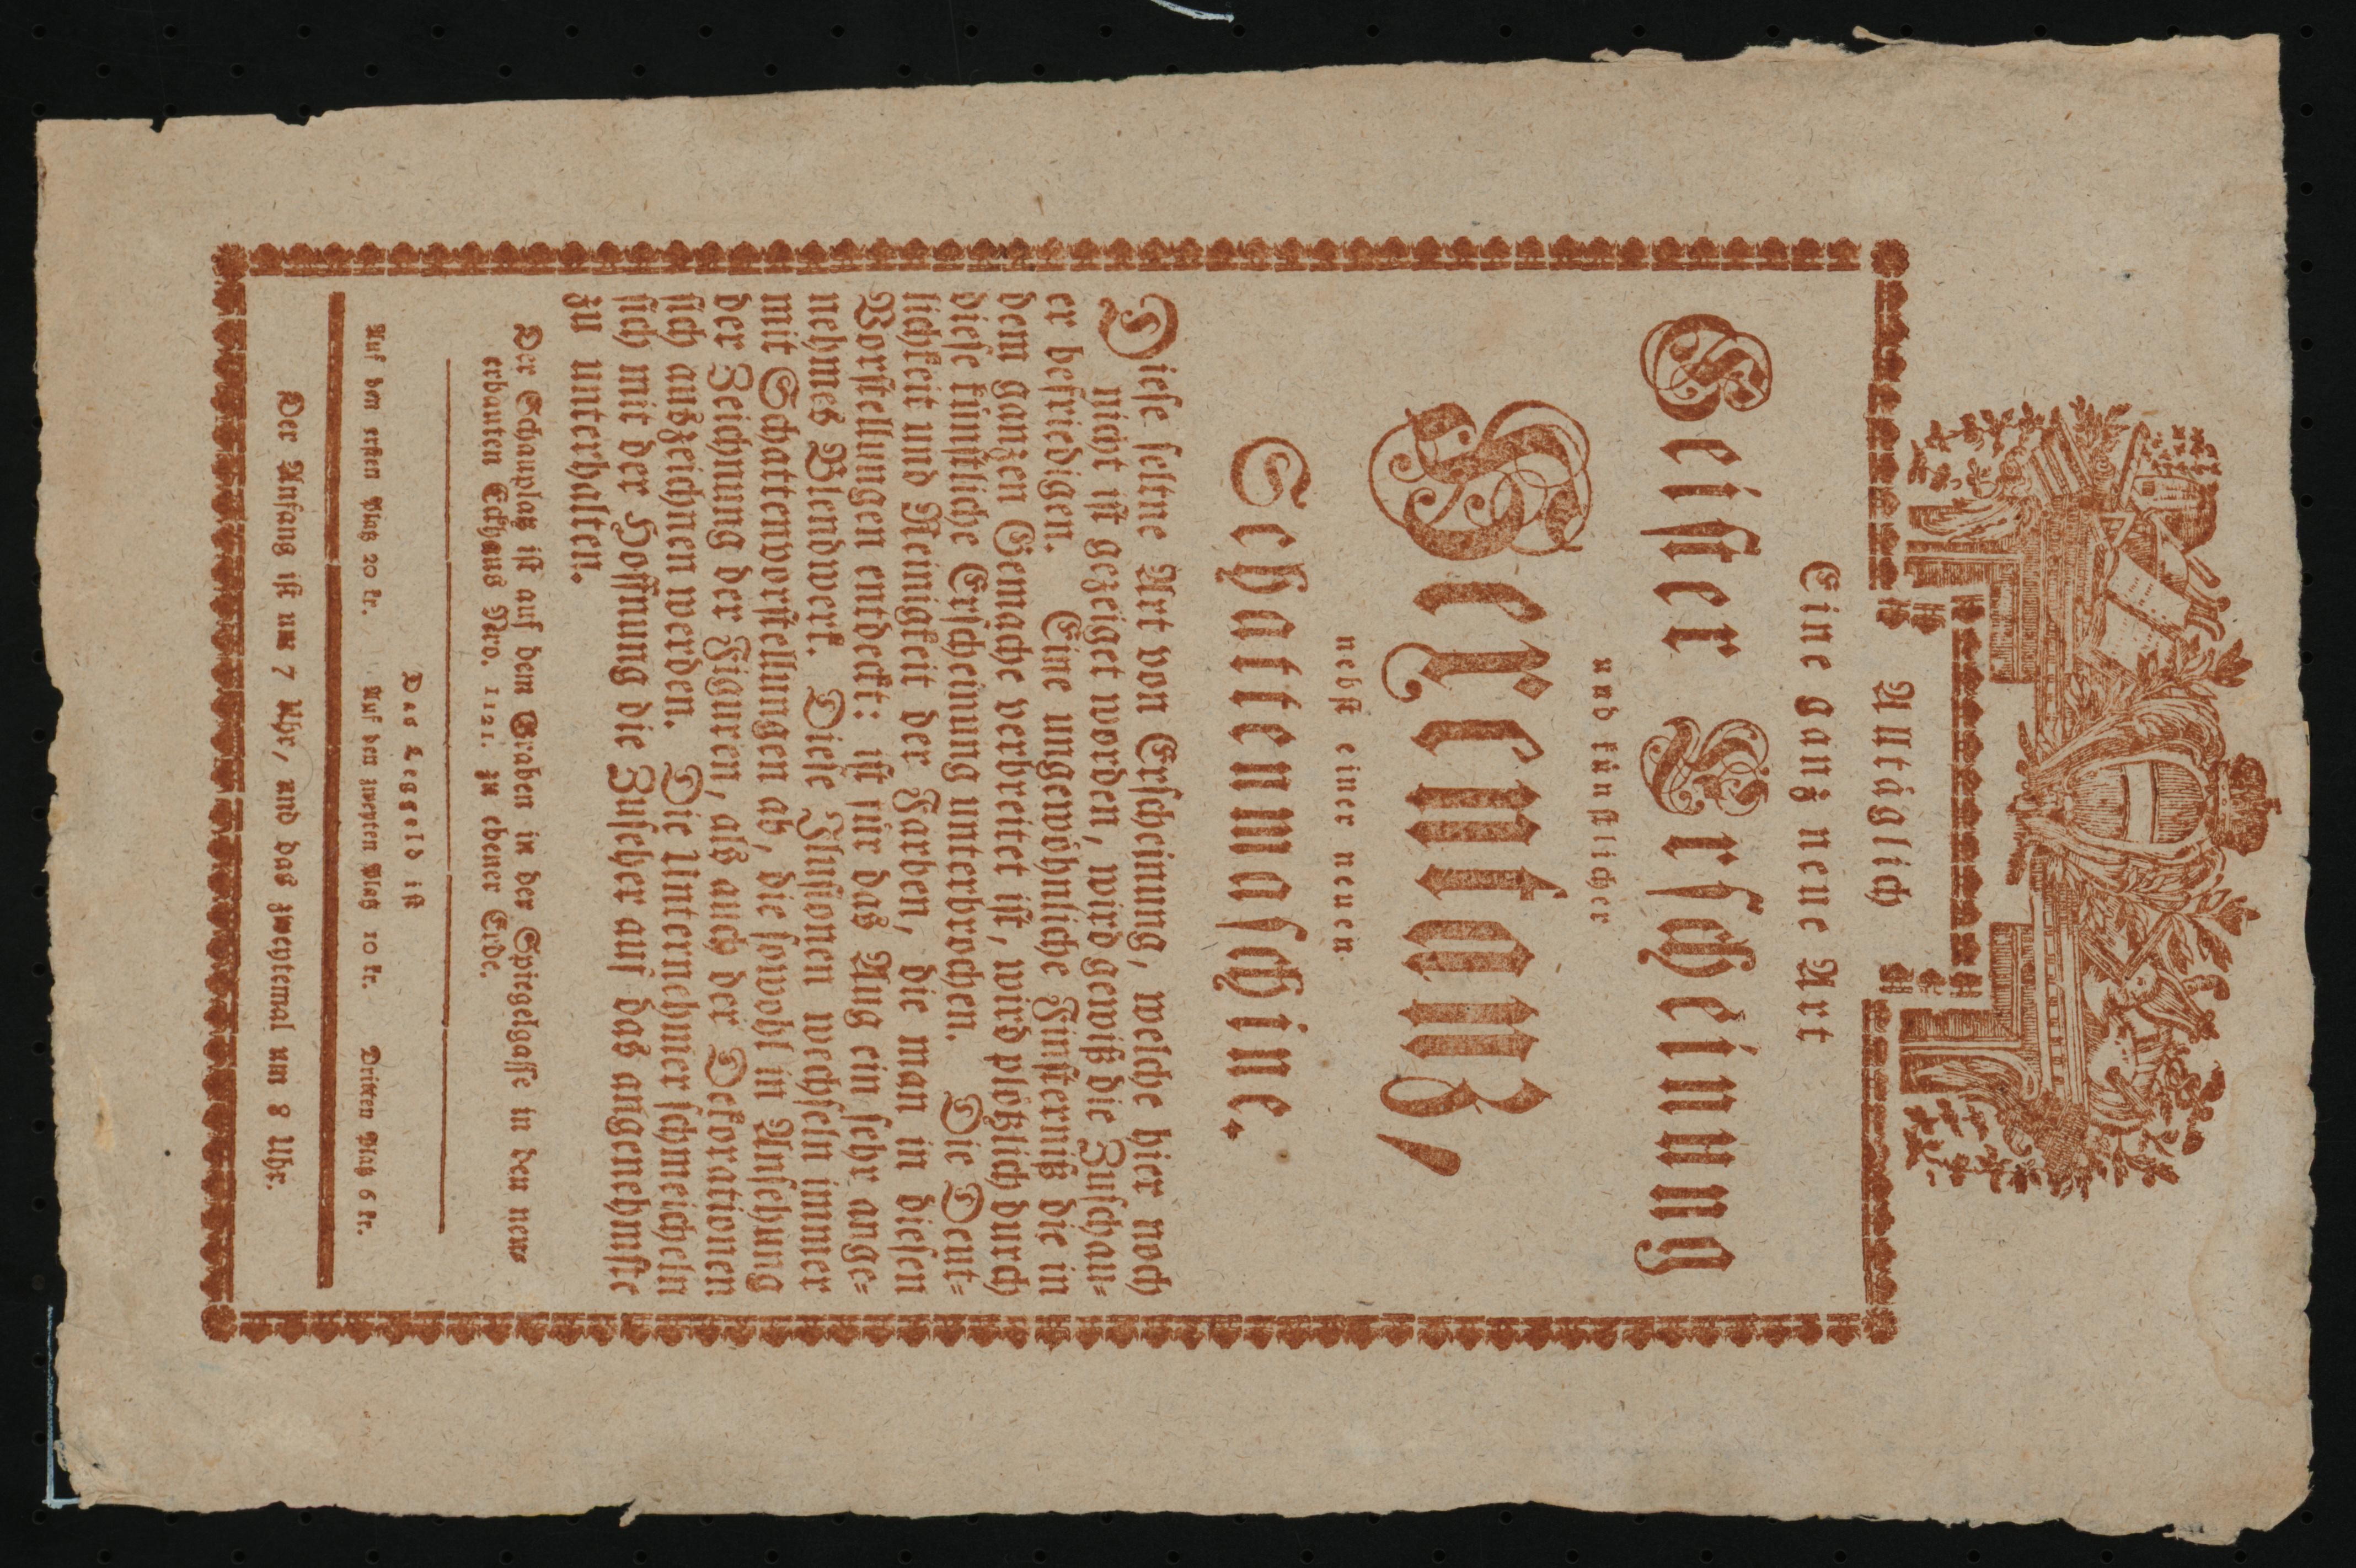 Alltäglich
Eine ganz neue Art
Geister Erscheinung
und künstlicher
Fekromanß,
nebst einer neuen
Schattenmaschine.
Diese seltne Art von Erscheinung, welche hier noch
nicht ist gezeiget worden, wird gewiß die Zuschau-
er befriedigen. Eine ungewöhnliche Finsterniß die in
dem ganzen Gemache verbreitet ist, wird plötzlich durch
diese künstliche Erscheinung unterbrochen. Die Deut-
lichkeit und Reinigkeit der Farben, die man in diesen
Vorstellungen entdeckt: ist für das Aug ein sehr ange-
nehmes Blendwerk. Diese Illusionen wechseln immer
mit Schattenvorstellungen ab, die sowohl in Ansehung
der Zeichnung der Figuren, als auch der Dekorationen
sich auszeichnen werden. Die Unternehmer schmeicheln
sich mit der Hoffnung die Zuseher auf das angenehmste
zu unterhalten.
Der Schauplatz ist auf dem Graben in der Spiegelgasse in den neu
erbauten Eckhaus Nro. 1121. zu ebener Erde.
Das Leggeld ist
Auf den ersten Platz 20 kr. Auf den zweyten Platz 10 kr. Dritten Platz 6 kr.
Der Anfang ist um 7 Uhr, und das zweytemal um 8 Uhr.